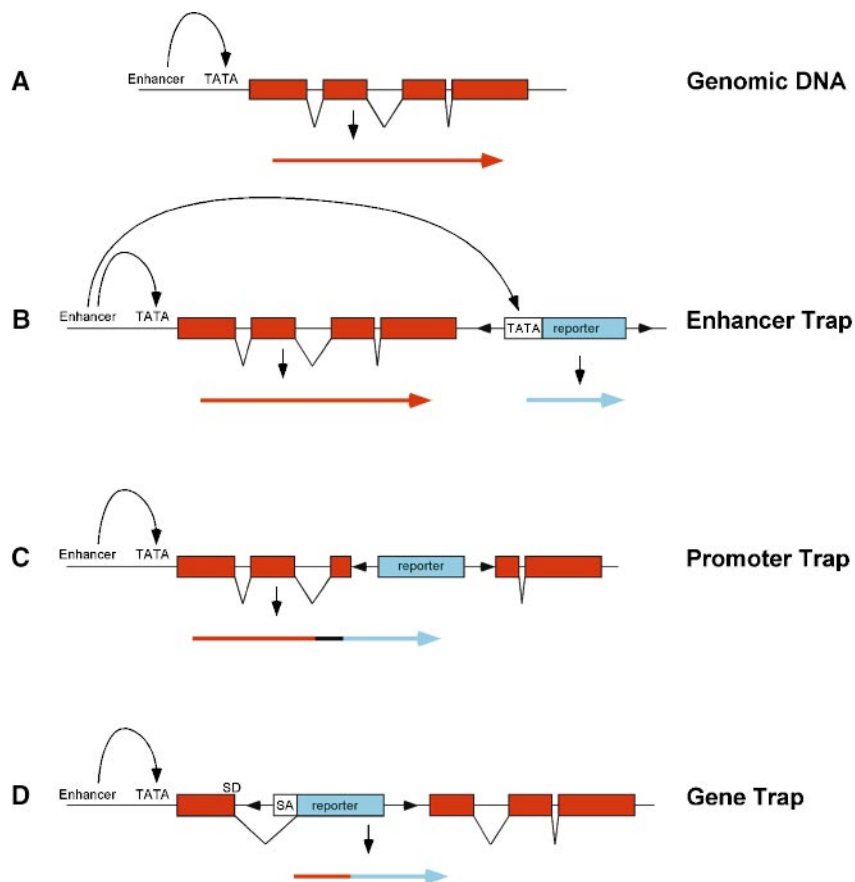 Enhancer TATA
A Genomic DNA
Enhancer TATA TATA reporter
B Enhancer Trap
Enhancer TATA reporter
C Promoter Trap
Enhancer TATA SD SA reporter
D Gene Trap